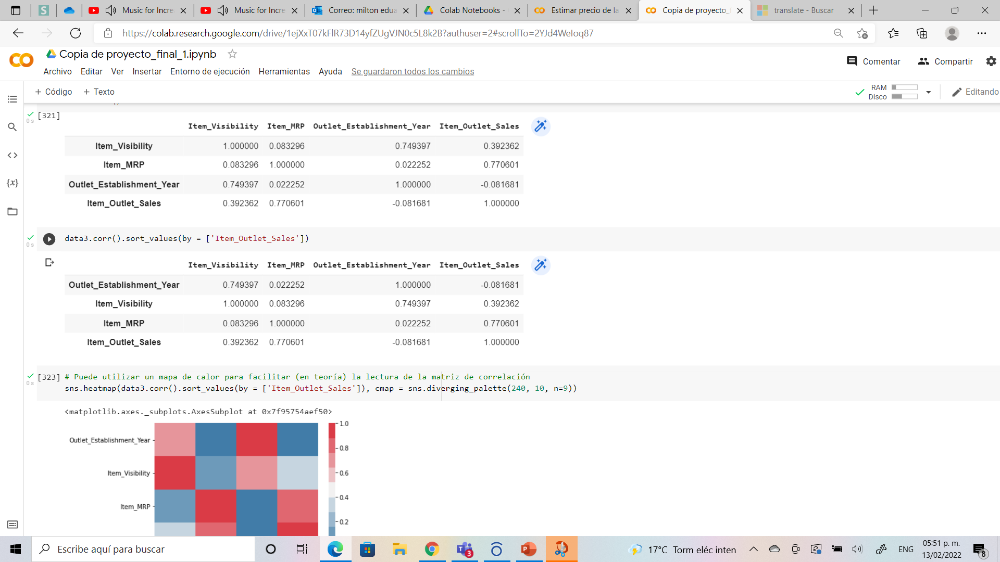 Music for Incre
Music for Incre
Correo: milton edua
Colab Notebooks -
Estimar precio de la
Copia de proyecto_f
translate - Buscar
https://colab.research.google.com/drive/1ejXxT07kFlR73D14yfZUgVJN0c5L8k2B?authuser=2#scrollTo=2YJd4WeIoq87
CO
Copia de proyecto_final_1.ipynb
Comentar
Compartir
Archivo Editar Ver Insertar Entorno de ejecución Herramientas Ayuda Se guardaron todos los cambios
+ Código + Texto
RAM
Disco
Editando
[321]
0 s
Item_Visibility Item_MRP Outlet_Establishment_Year Item_Outlet_Sales
Item_Visibility 1.000000 0.083296 0.749397 0.392362
Item_MRP 0.083296 1.000000 0.022252 0.770601
Outlet_Establishment_Year 0.749397 0.022252 1.000000 -0.081681
Item_Outlet_Sales 0.392362 0.770601 -0.081681 1.000000
0 s
data3.corr().sort_values(by = ['Item_Outlet_Sales'])
Item_Visibility Item_MRP Outlet_Establishment_Year Item_Outlet_Sales
Outlet_Establishment_Year 0.749397 0.022252 1.000000 -0.081681
Item_Visibility 1.000000 0.083296 0.749397 0.392362
Item_MRP 0.083296 1.000000 0.022252 0.770601
Item_Outlet_Sales 0.392362 0.770601 -0.081681 1.000000
[323] # Puede utilizar un mapa de calor para facilitar (en teoría) la lectura de la matriz de correlación
0 s
sns.heatmap(data3.corr().sort_values(by = ['Item_Outlet_Sales']), cmap = sns.diverging_palette(240, 10, n=9))
<matplotlib.axes._subplots.AxesSubplot at 0x7f95754aef50>
1.0
Outlet_Establishment_Year
0.8
Item_Visibility
0.6
0.4
Item_MRP
0.2
Escribe aquí para buscar
3
17°C Torm eléc inten
ENG
05:51 p. m.
13/02/2022
8